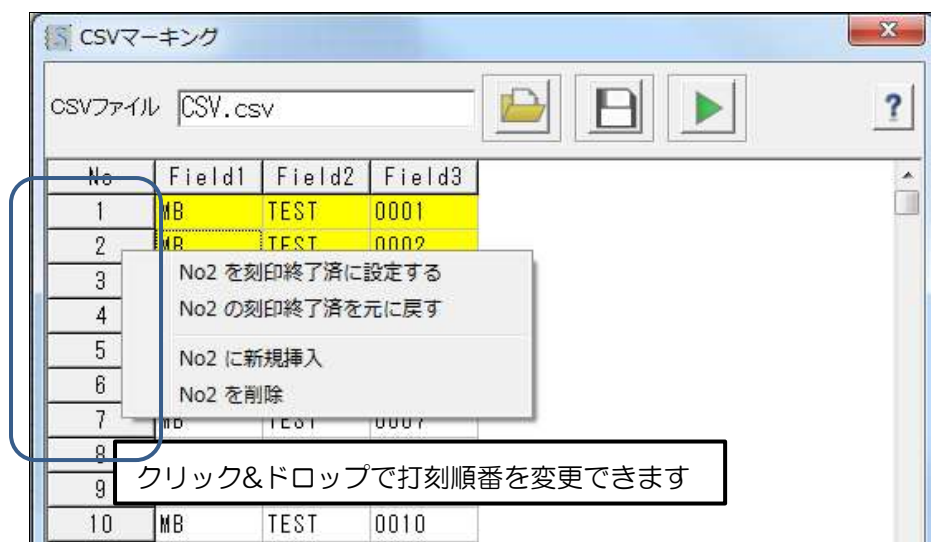 CSVマーキング
CSVファイル CSV.csv
?
No Field1 Field2 Field3
1 MB TEST 0001
2 MB TEST 0002
3
4
5
6
7 MB TEST 0007
8
9
10 MB TEST 0010
No2 を刻印終了済に設定する
No2 の刻印終了済を元に戻す
No2 に新規挿入
No2 を削除
クリック&ドロップで打刻順番を変更できます